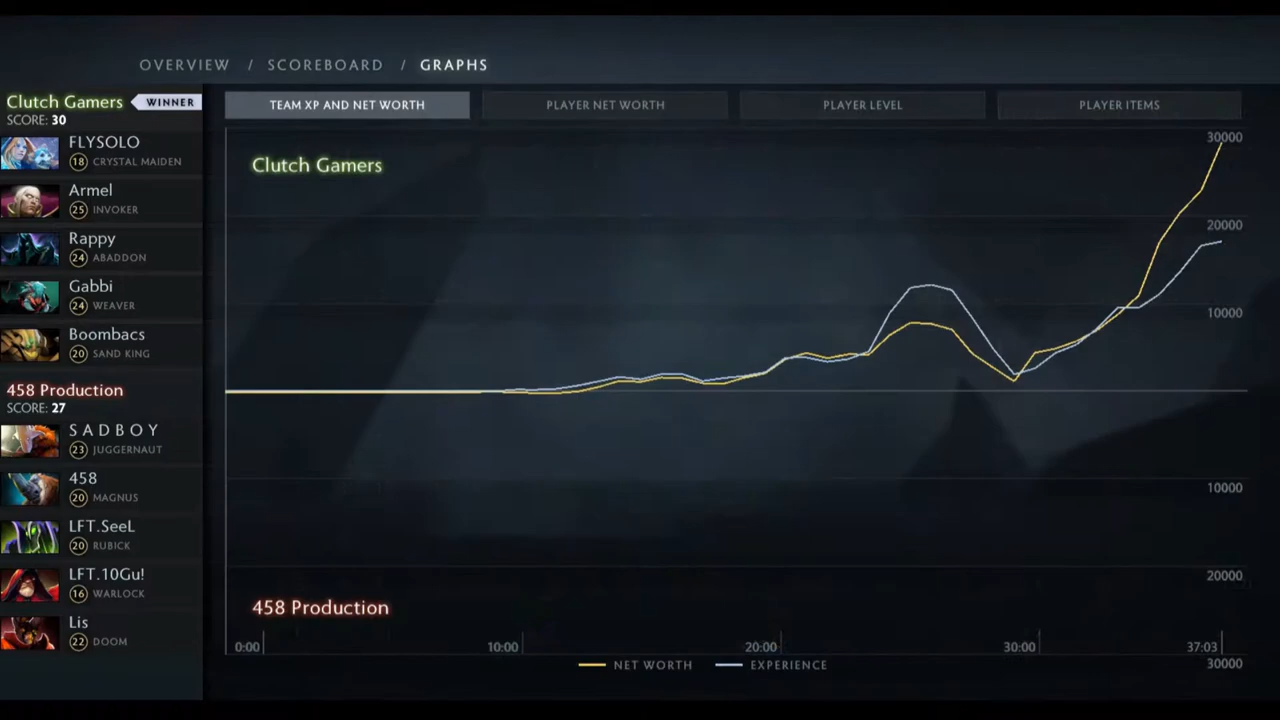 OVERVIEW / SCOREBOARD / GRAPHS
Clutch Gamers WINNER
SCORE: 30
FLYSOLO
18 CRYSTAL MAIDEN
Armel
25 INVOKER
Rappy
24 ABADDON
Gabbi
24 WEAVER
Boombacs
20 SAND KING
458 Production
SCORE: 27
S A D B O Y
23 JUGGERNAUT
458
20 MAGNUS
LFT.SeeL
20 RUBICK
LFT.10Gu!
16 WARLOCK
Lis
22 DOOM
TEAM XP AND NET WORTH PLAYER NET WORTH PLAYER LEVEL PLAYER ITEMS
30000
Clutch Gamers
20000
10000
10000
20000
458 Production
0:00 10:00 20:00 30:00 37:03
30000
NET WORTH EXPERIENCE